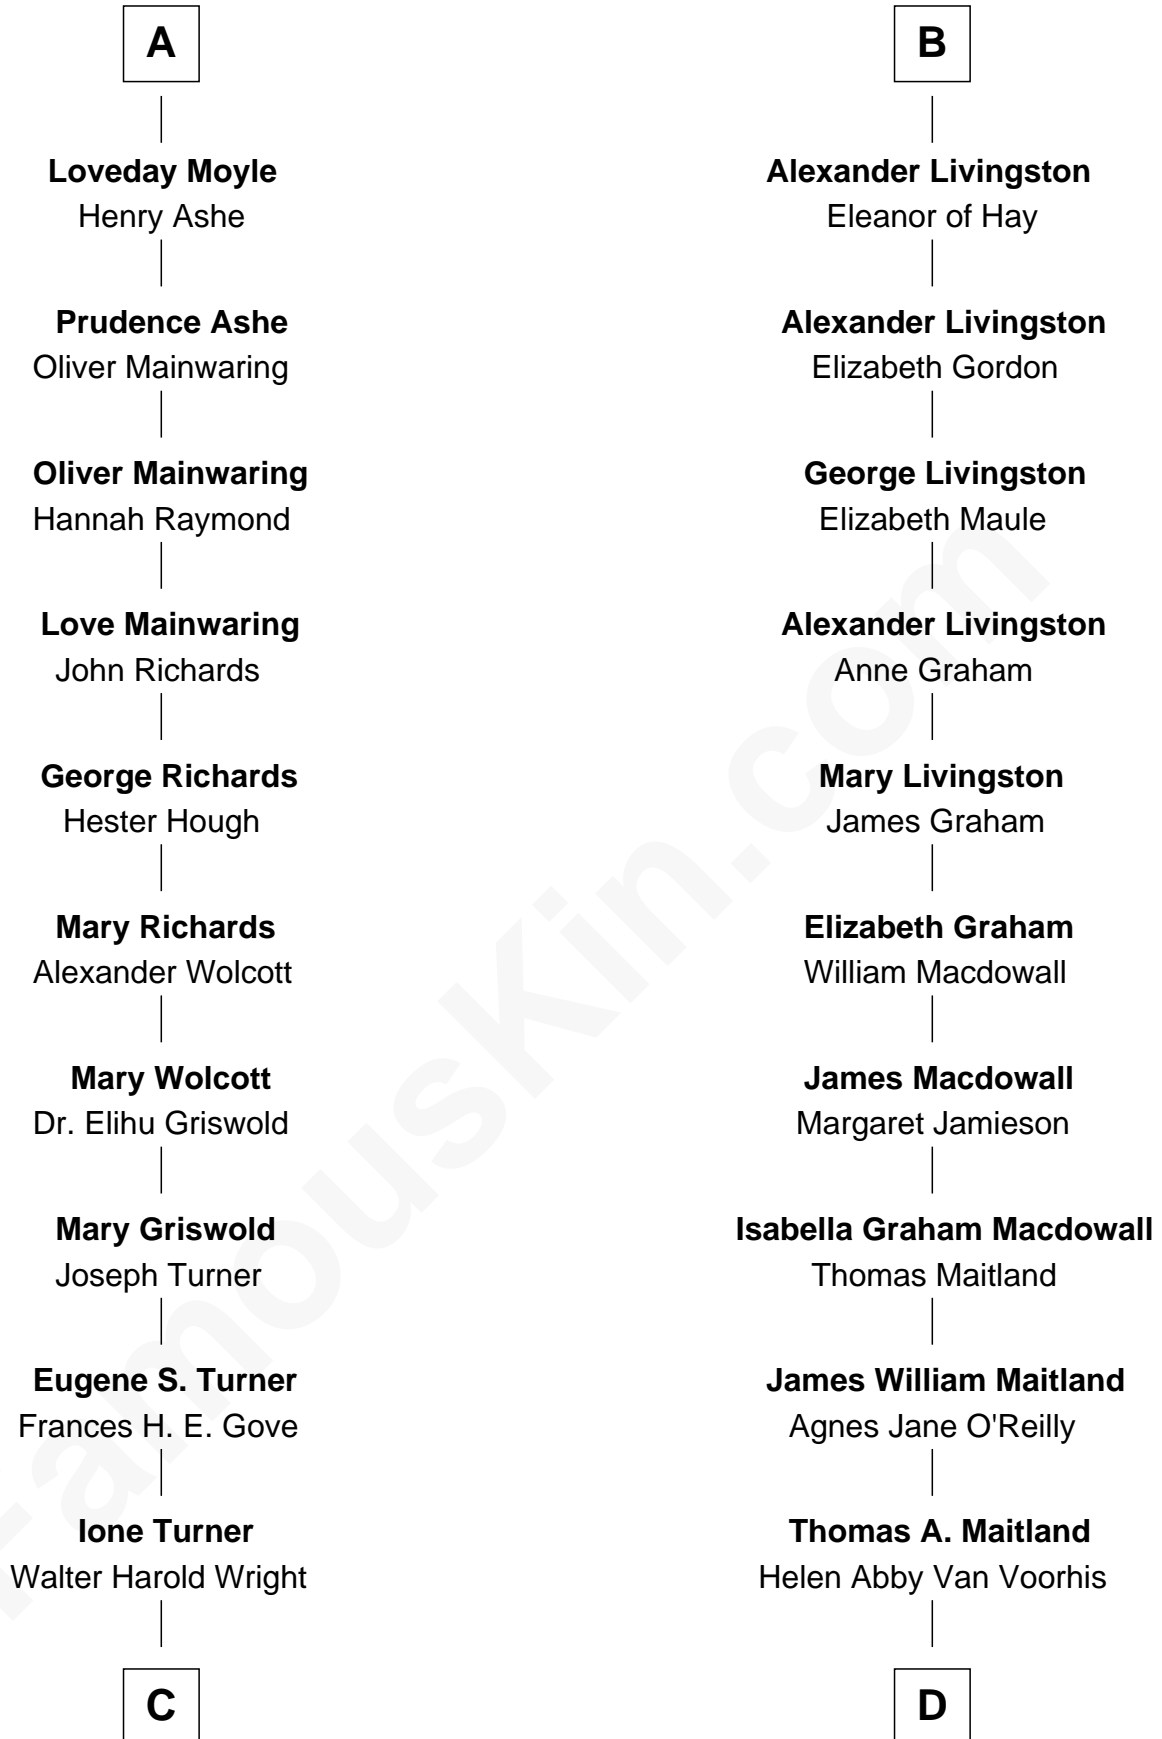 A
Loveday Moyle
Henry Ashe
Prudence Ashe
Oliver Mainwaring
Oliver Mainwaring
Hannah Raymond
Love Mainwaring
John Richards
George Richards
Hester Hough
Mary Richards
Alexander Wolcott
Mary Wolcott
Dr. Elihu Griswold
Mary Griswold
Joseph Turner
Eugene S. Turner
Frances H. E. Gove
Ione Turner
Walter Harold Wright
C
B
Alexander Livingston
Eleanor of Hay
Alexander Livingston
Elizabeth Gordon
George Livingston
Elizabeth Maule
Alexander Livingston
Anne Graham
Mary Livingston
James Graham
Elizabeth Graham
William Macdowall
James Macdowall
Margaret Jamieson
Isabella Graham Macdowall
Thomas Maitland
James William Maitland
Agnes Jane O'Reilly
Thomas A. Maitland
Helen Abby Van Voorhis
D
FamousKin.com